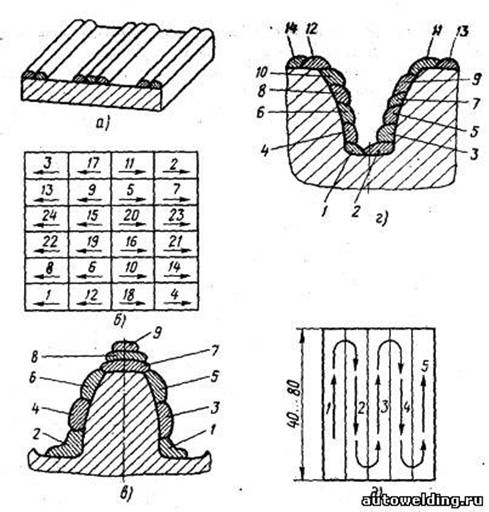 а)
14 12 11 13
10 9
8 7
6 5
4 3
1 2
г)
3 17 11 2
13 9 5 7
24 15 20 23
22 19 16 21
8 6 10 14
1 12 18 4
б)
9
8 7
6 5
4 3
2 1
в)
40...80
1 2 3 4 5
д)
autowelding.ru